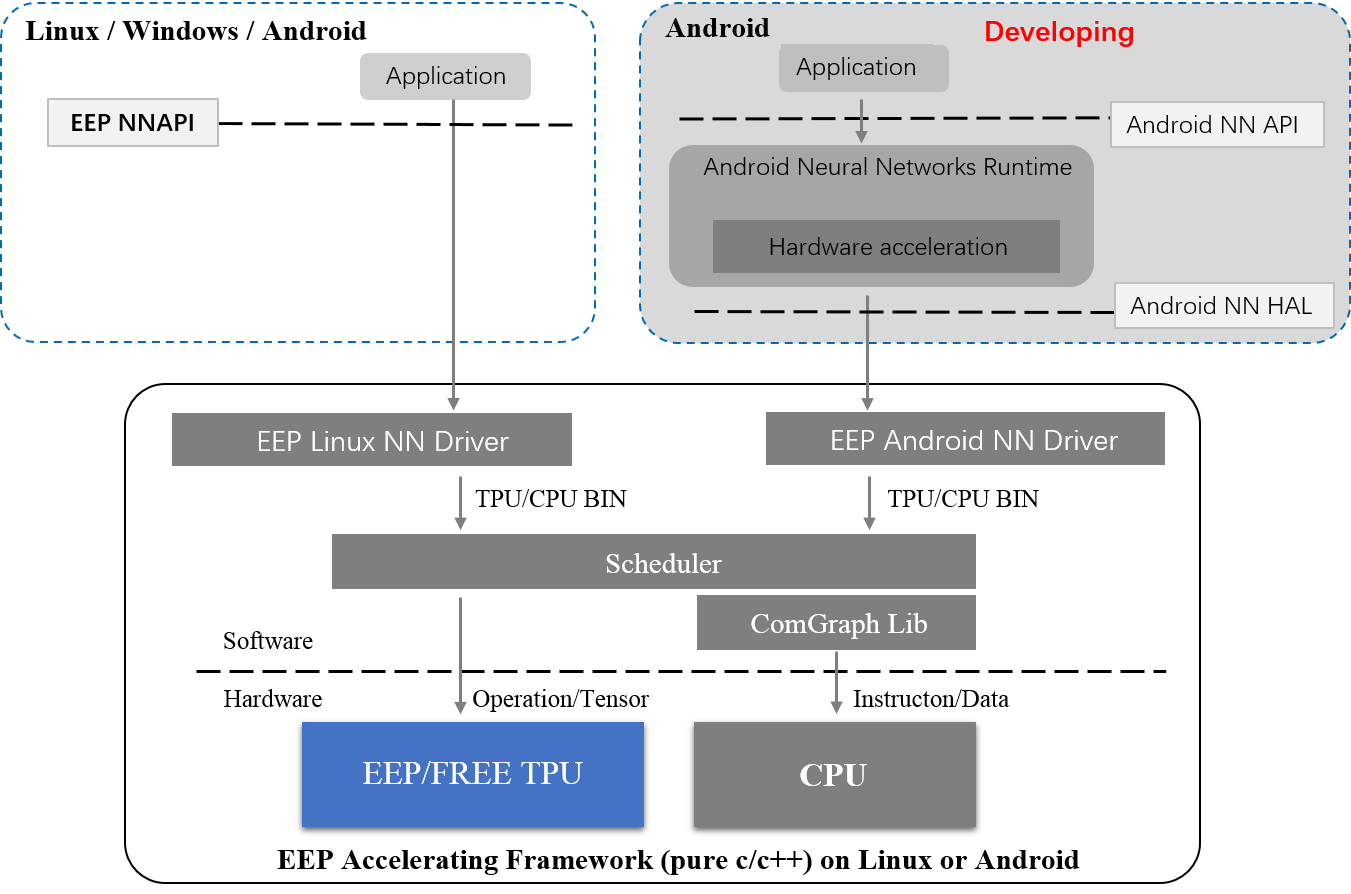 Linux / Windows / Android
Application
EEP NNAPI
Android
Developing
Application
Android NN API
Android Neural Networks Runtime
Hardware acceleration
Android NN HAL
EEP Linux NN Driver
EEP Android NN Driver
TPU/CPU BIN
TPU/CPU BIN
Scheduler
ComGraph Lib
Software
Hardware
Operation/Tensor
Instructon/Data
EEP/FREE TPU
CPU
EEP Accelerating Framework (pure c/c++) on Linux or Android